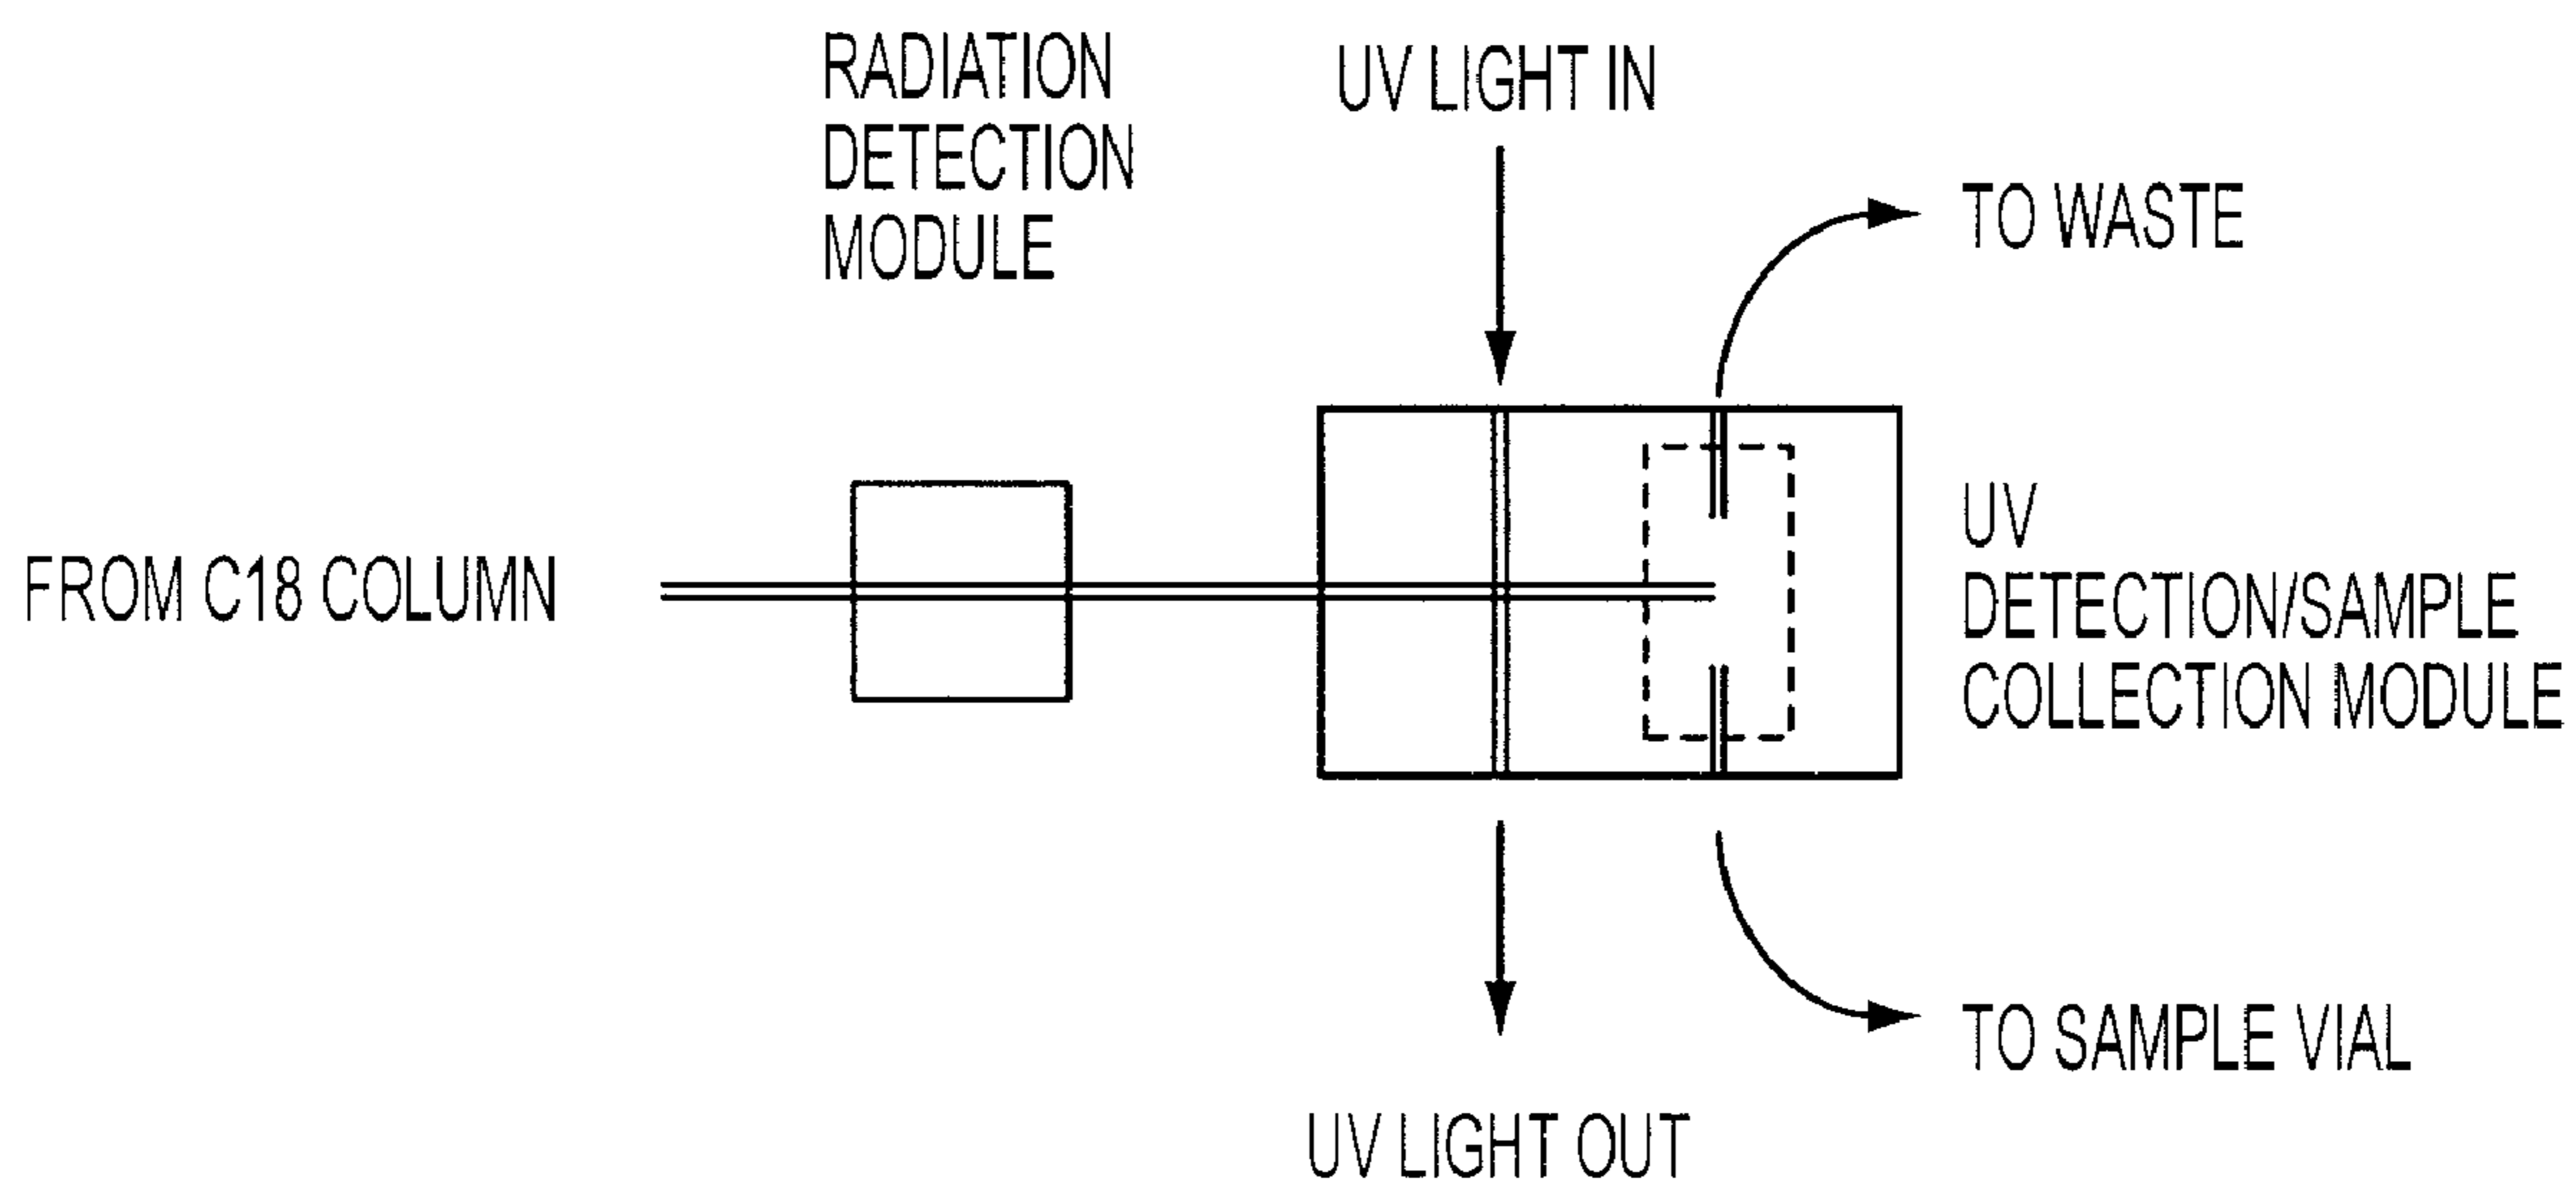 RADIATION
DETECTION
MODULE
UV LIGHT IN
TO WASTE
FROM C18 COLUMN
UV
DETECTION/SAMPLE
COLLECTION MODULE
TO SAMPLE VIAL
UV LIGHT OUT